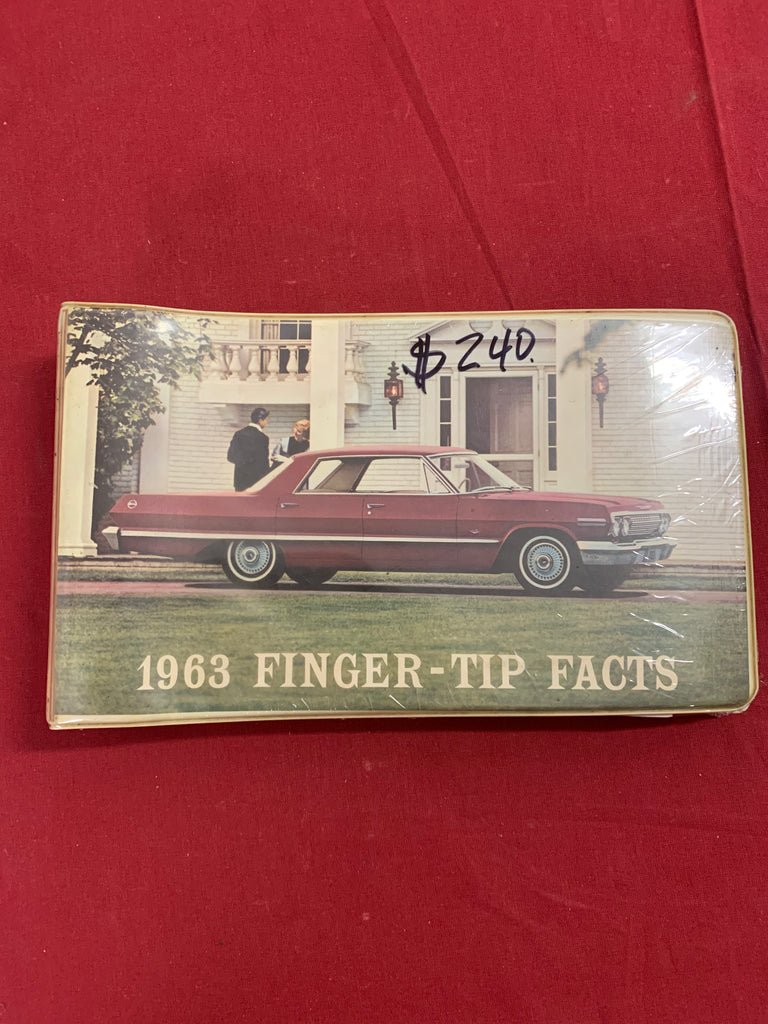 $240.
1963 FINGER-TIP FACTS